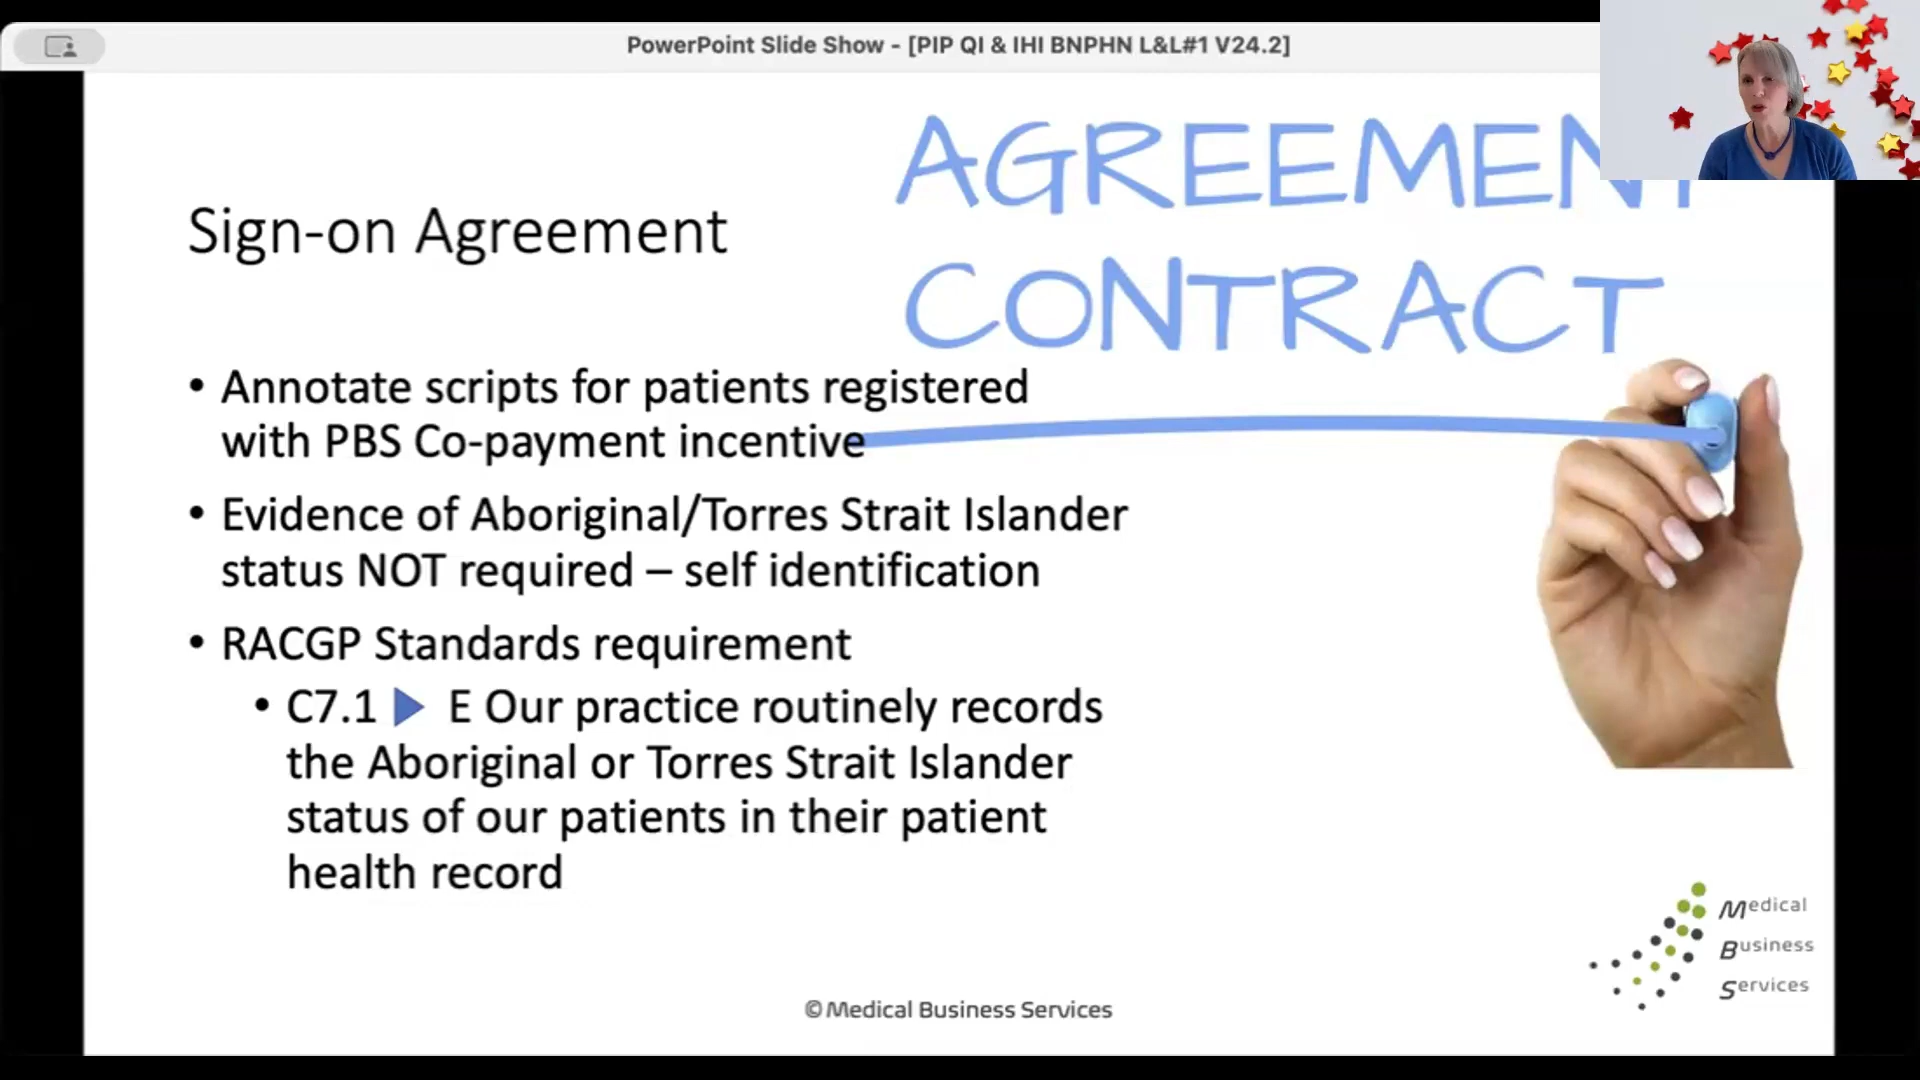 PowerPoint Slide Show - [PIP QI & IHI BNPHN L&L#1 V24.2]
AGREEMENT
CONTRACT
Sign-on Agreement
• Annotate scripts for patients registered
with PBS Co-payment incentive
• Evidence of Aboriginal/Torres Strait Islander
status NOT required – self identification
• RACGP Standards requirement
• C7.1 ▶ E Our practice routinely records
the Aboriginal or Torres Strait Islander
status of our patients in their patient
health record
Medical
Business
Services
©Medical Business Services